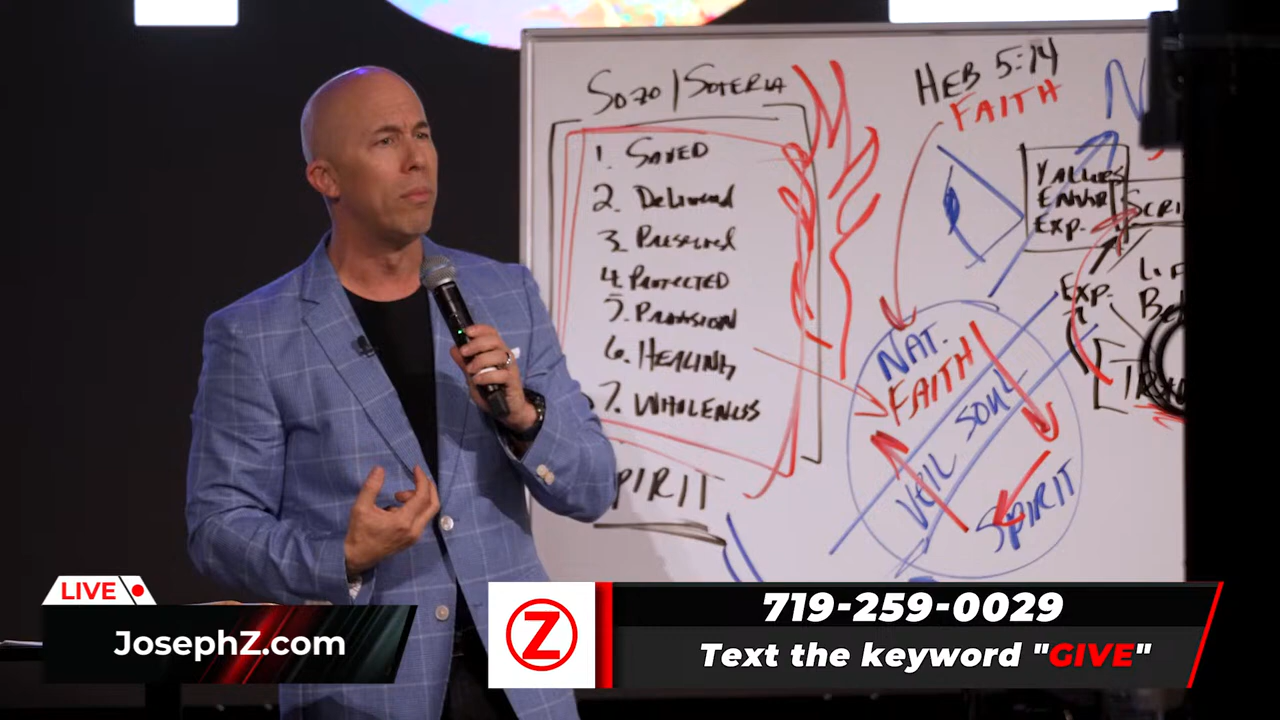 SOZO | SOTERIA
1. SAVED
2. Delivered
3. Preserved
4. PROTECTED
5. PROVISION
6. HEALING
7. WHOLENESS
SPIRIT
HEB 5:14
FAITH
N
VALUES
ENVIR
EXP.
SCRI
EXP.
1. F
NAT.
FAITH
SOUL
VEIL
SPIRIT
LIVE
JosephZ.com
Z
719-259-0029
Text the keyword "GIVE"